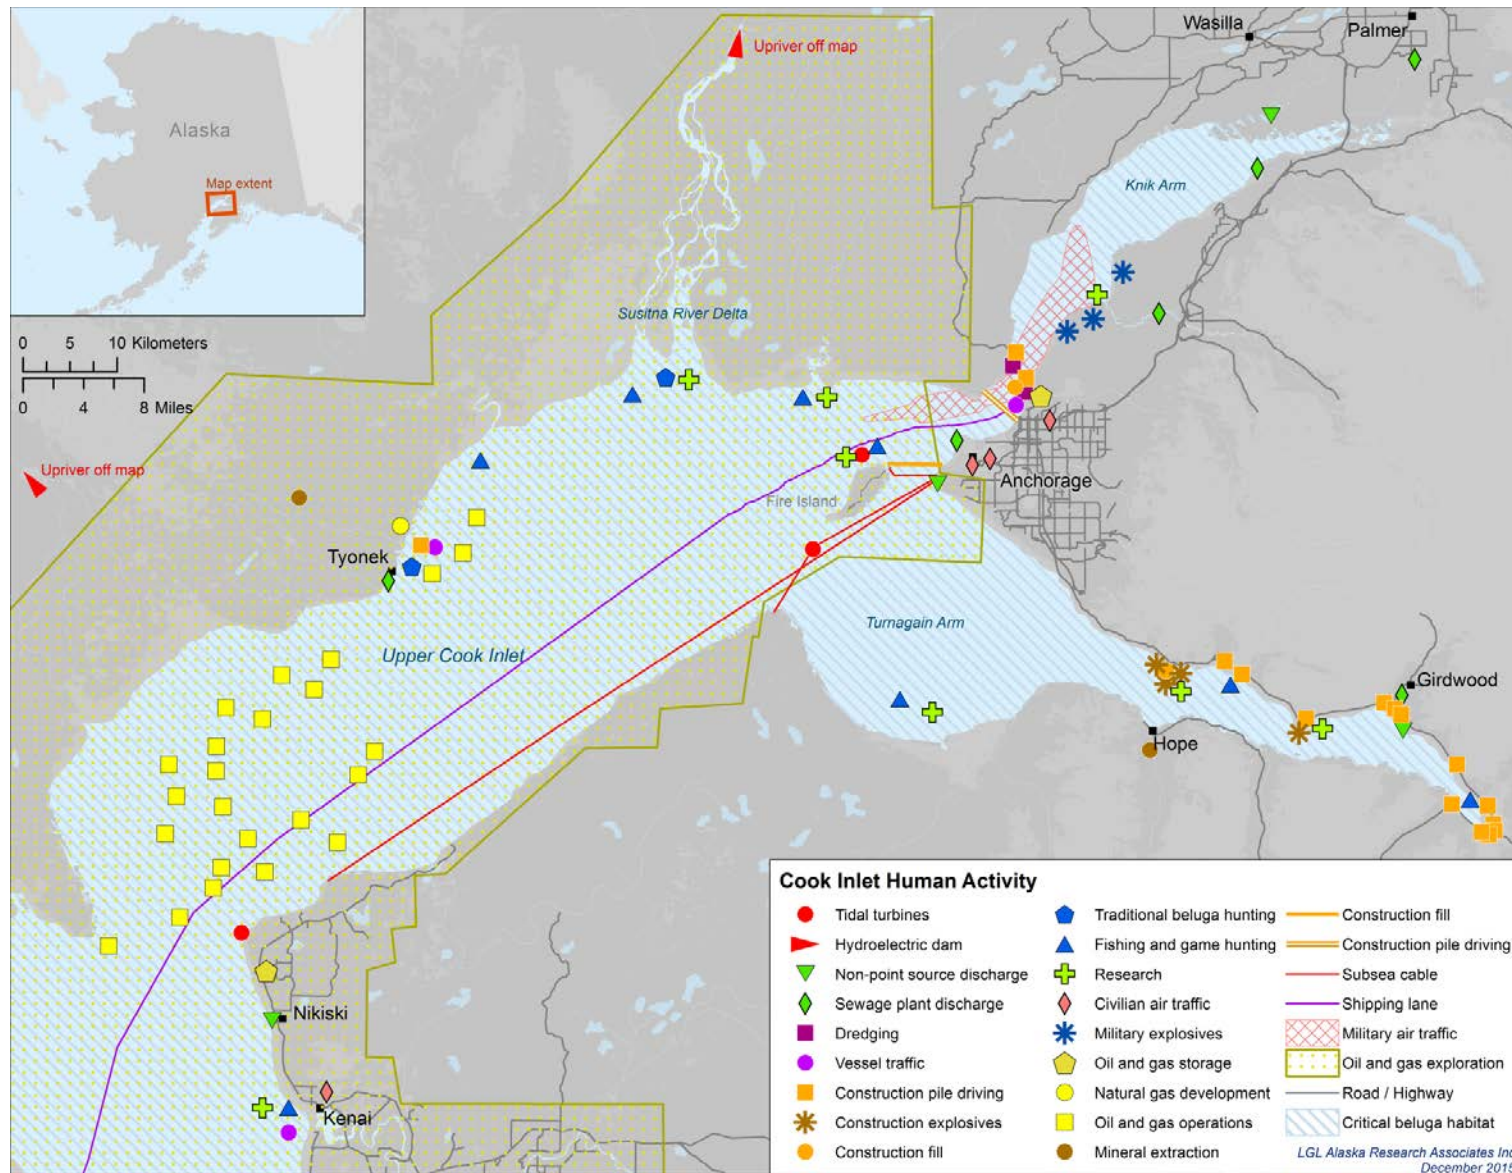 Wasilla
Palmer
Upriver off map
Alaska
Map extent
Knik Arm
Susitna River Delta
0 5 10 Kilometers
0 4 8 Miles
Upriver off map
Anchorage
Fire Island
Tyonek
Turnagain Arm
Upper Cook Inlet
Girdwood
Hope
Nikiski
Kenai
Cook Inlet Human Activity
Tidal turbines
Hydroelectric dam
Non-point source discharge
Sewage plant discharge
Dredging
Vessel traffic
Construction pile driving
Construction explosives
Construction fill
Traditional beluga hunting
Fishing and game hunting
Research
Civilian air traffic
Military explosives
Oil and gas storage
Natural gas development
Oil and gas operations
Mineral extraction
Construction fill
Construction pile driving
Subsea cable
Shipping lane
Military air traffic
Oil and gas exploration
Road / Highway
Critical beluga habitat
LGL Alaska Research Associates
December